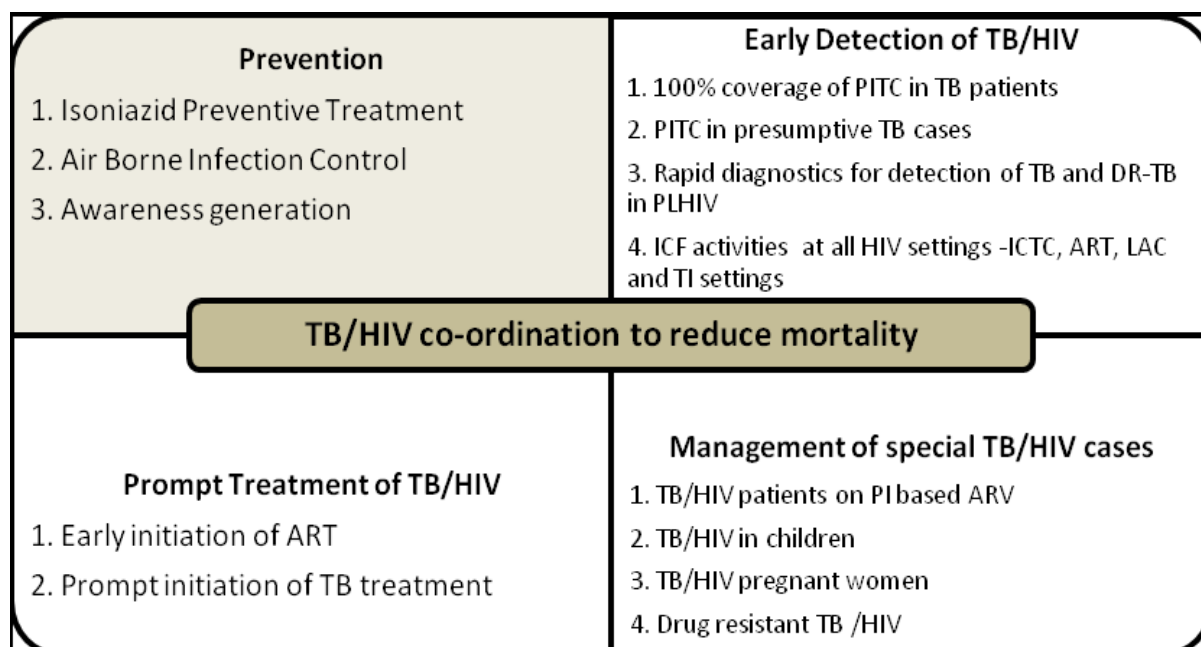 Prevention
1. Isoniazid Preventive Treatment
2. Air Borne Infection Control
3. Awareness generation
Early Detection of TB/HIV
1. 100% coverage of PITC in TB patients
2. PITC in presumptive TB cases
3. Rapid diagnostics for detection of TB and DR-TB
in PLHIV
4. ICF activities at all HIV settings -ICTC, ART, LAC
and TI settings
TB/HIV co-ordination to reduce mortality
Prompt Treatment of TB/HIV
1. Early initiation of ART
2. Prompt initiation of TB treatment
Management of special TB/HIV cases
1. TB/HIV patients on PI based ARV
2. TB/HIV in children
3. TB/HIV pregnant women
4. Drug resistant TB /HIV